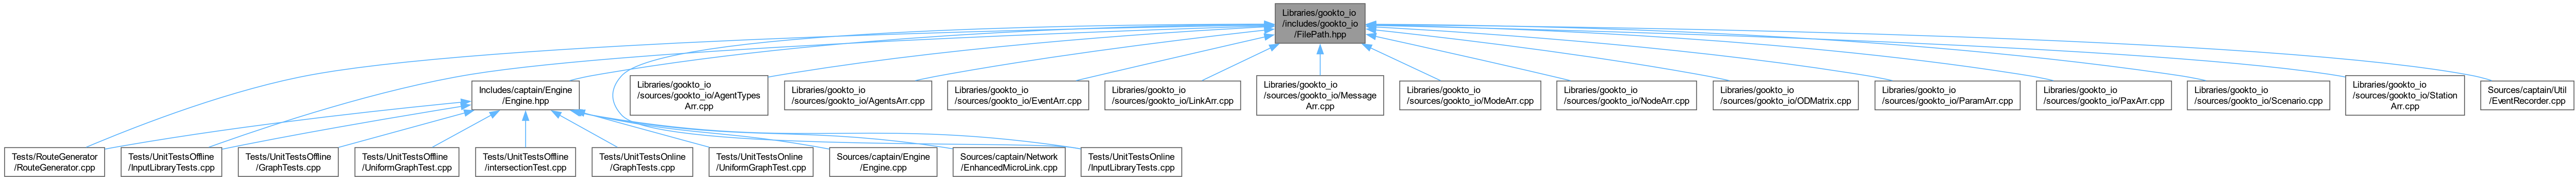 Libraries/gookto_io
/includes/gookto_io
/FilePath.hpp
Includes/captain/Engine
/Engine.hpp
Libraries/gookto_io
/sources/gookto_io/AgentTypes
Arr.cpp
Libraries/gookto_io
/sources/gookto_io/AgentsArr.cpp
Libraries/gookto_io
/sources/gookto_io/EventArr.cpp
Libraries/gookto_io
/sources/gookto_io/LinkArr.cpp
Libraries/gookto_io
/sources/gookto_io/Message
Arr.cpp
Libraries/gookto_io
/sources/gookto_io/ModeArr.cpp
Libraries/gookto_io
/sources/gookto_io/NodeArr.cpp
Libraries/gookto_io
/sources/gookto_io/ODMatrix.cpp
Libraries/gookto_io
/sources/gookto_io/ParamArr.cpp
Libraries/gookto_io
/sources/gookto_io/PaxArr.cpp
Libraries/gookto_io
/sources/gookto_io/Scenario.cpp
Libraries/gookto_io
/sources/gookto_io/Station
Arr.cpp
Sources/captain/Util
/EventRecorder.cpp
Tests/RouteGenerator
/RouteGenerator.cpp
Tests/UnitTestsOffline
/InputLibraryTests.cpp
Tests/UnitTestsOffline
/GraphTests.cpp
Tests/UnitTestsOffline
/UniformGraphTest.cpp
Tests/UnitTestsOffline
/intersectionTest.cpp
Tests/UnitTestsOnline
/GraphTests.cpp
Tests/UnitTestsOnline
/UniformGraphTest.cpp
Sources/captain/Engine
/Engine.cpp
Sources/captain/Network
/EnhancedMicroLink.cpp
Tests/UnitTestsOnline
/InputLibraryTests.cpp